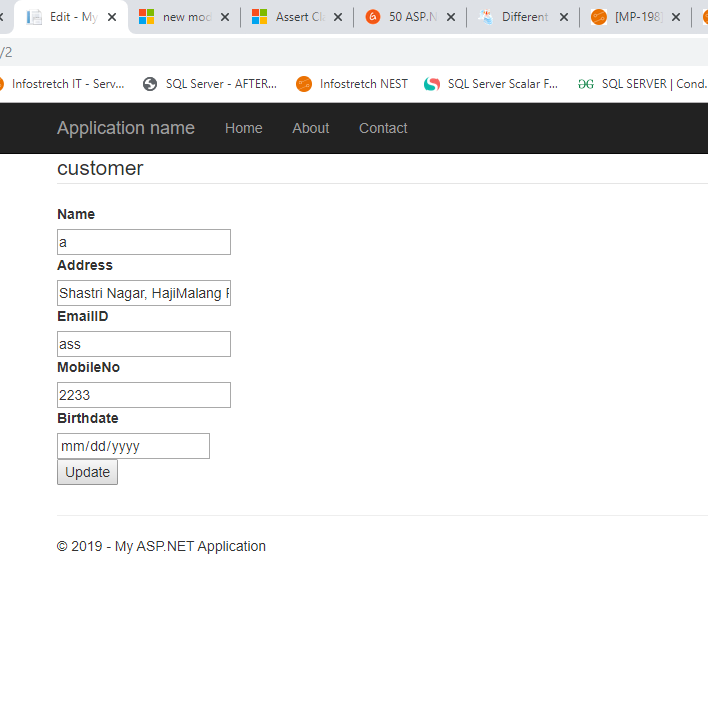 Edit - My
new mod
Assert Cl
50 ASP.N
Different
[MP-198]
/2
Infostretch IT - Serv...
SQL Server - AFTER...
Infostretch NEST
SQL Server Scalar F...
SQL SERVER | Cond.
Application name
Home
About
Contact
customer
Name
a
Address
Shastri Nagar, HajiMalang
EmailID
ass
MobileNo
2233
Birthdate
mm/dd/yyyy
Update
© 2019 - My ASP.NET Application